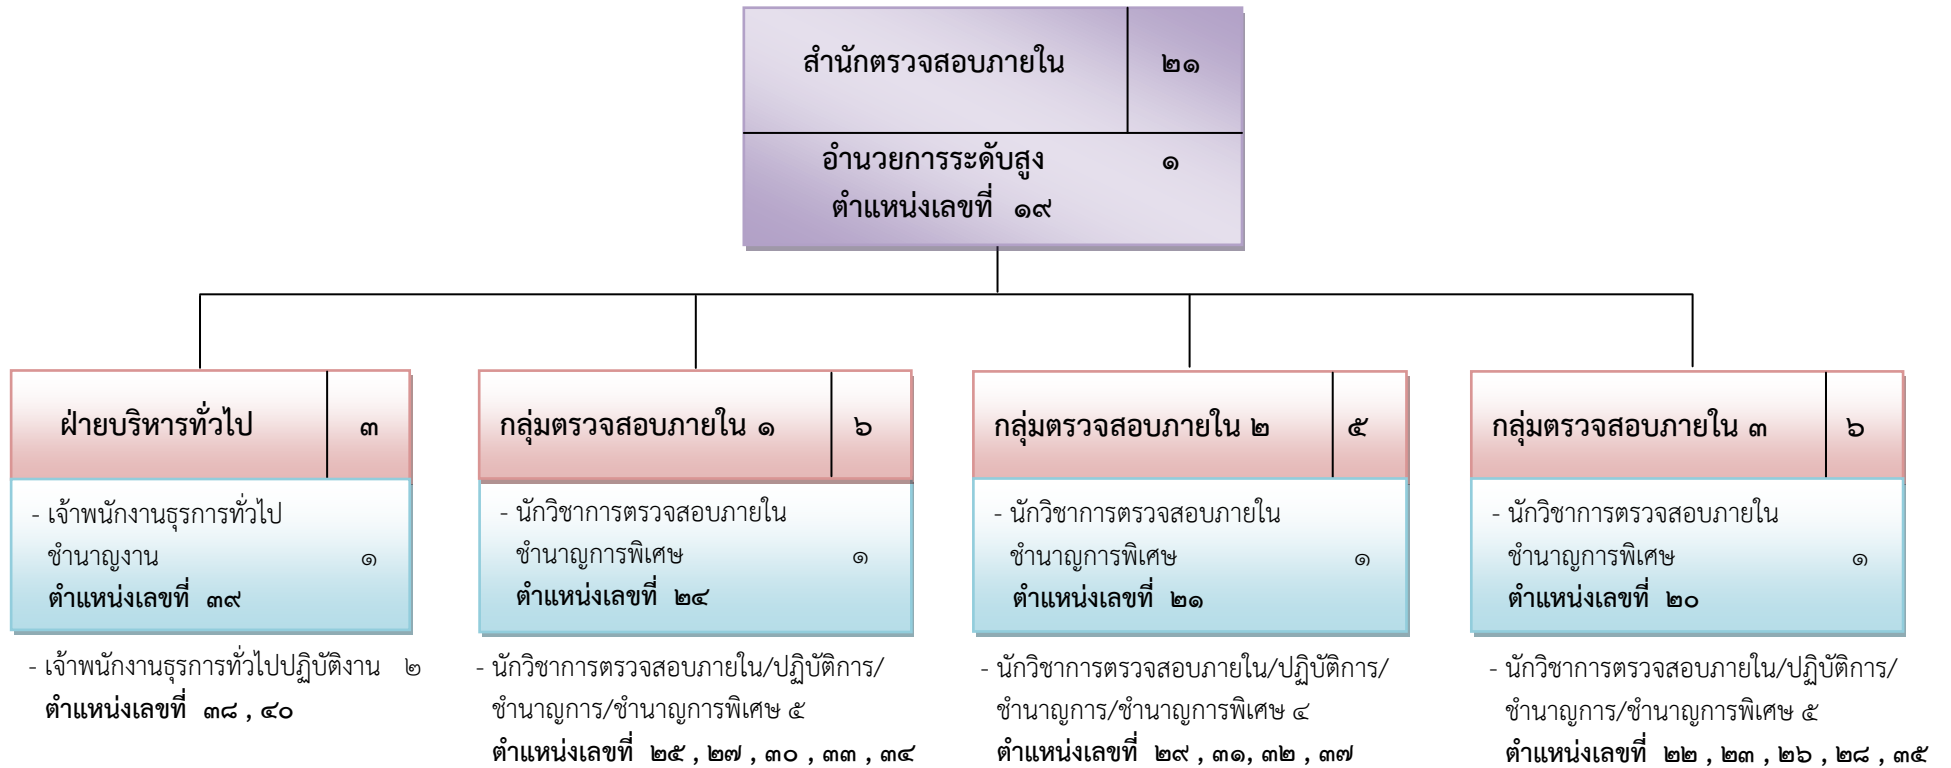 สำนักตรวจสอบภายใน ๒๑
อำนวยการระดับสูง ๑
ตำแหน่งเลขที่ ๑๙
ฝ่ายบริหารทั่วไป ๓
- เจ้าพนักงานธุรการทั่วไป
ชำนาญงาน ๑
ตำแหน่งเลขที่ ๓๙
- เจ้าพนักงานธุรการทั่วไปปฏิบัติงาน ๒
ตำแหน่งเลขที่ ๓๘ , ๔๐
กลุ่มตรวจสอบภายใน ๑ ๖
- นักวิชาการตรวจสอบภายใน
ชำนาญการพิเศษ ๑
ตำแหน่งเลขที่ ๒๔
- นักวิชาการตรวจสอบภายใน/ปฏิบัติการ/
ชำนาญการ/ชำนาญการพิเศษ ๕
ตำแหน่งเลขที่ ๒๕ , ๒๗ , ๓๐ , ๓๓ , ๓๔
กลุ่มตรวจสอบภายใน ๒ ๕
- นักวิชาการตรวจสอบภายใน
ชำนาญการพิเศษ ๑
ตำแหน่งเลขที่ ๒๑
- นักวิชาการตรวจสอบภายใน/ปฏิบัติการ/
ชำนาญการ/ชำนาญการพิเศษ ๔
ตำแหน่งเลขที่ ๒๙ , ๓๑, ๓๒ , ๓๗
กลุ่มตรวจสอบภายใน ๓ ๖
- นักวิชาการตรวจสอบภายใน
ชำนาญการพิเศษ ๑
ตำแหน่งเลขที่ ๒๐
- นักวิชาการตรวจสอบภายใน/ปฏิบัติการ/
ชำนาญการ/ชำนาญการพิเศษ ๕
ตำแหน่งเลขที่ ๒๒ , ๒๓ , ๒๖ , ๒๘ , ๓๕